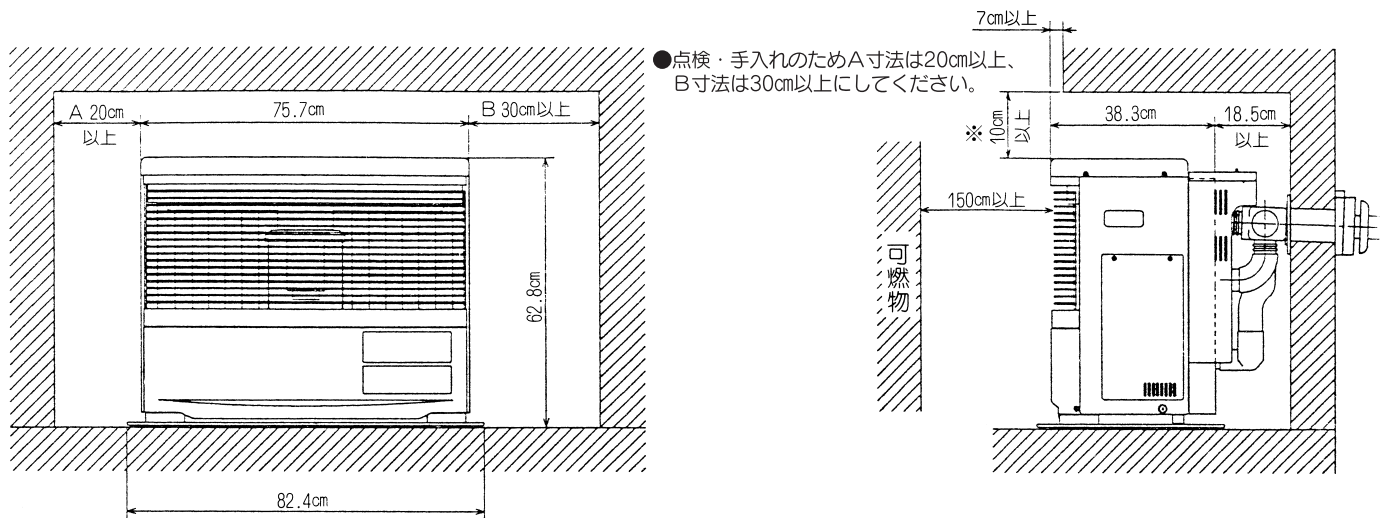 7cm以上
●点検・手入れのためA寸法は20cm以上、
B寸法は30cm以上にしてください。
A 20cm
以上
75.7cm
B 30cm以上
62.8cm
82.4cm
※
10cm
以上
38.3cm
18.5cm
以上
150cm以上
可燃物